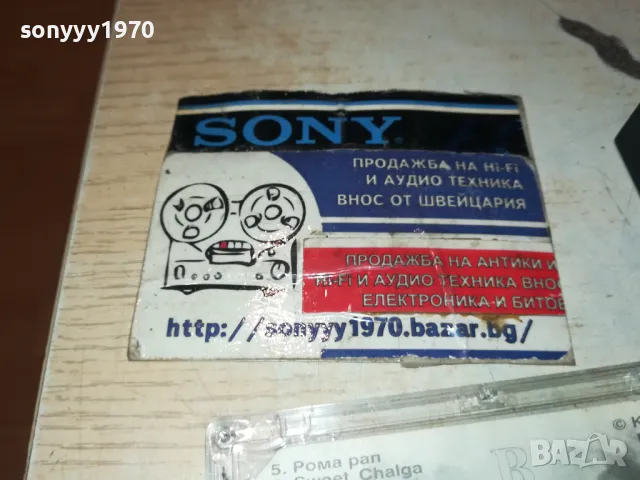 sonyyy1970
SONY
ПРОДАЖБА НА Hi-Fi
И АУДИО ТЕХНИКА
ВНОС ОТ ШВЕЙЦАРИЯ
ПРОДАЖБА НА АНТИКИ И
HI-FI И АУДИО ТЕХНИКА ВНОС
ЕЛЕКТРОНИКА И БИТОВ
http://sonyyy1970.bazar.bg/
5. Рома рап
Sweet Chalga
© K
BAZAR
sonyyy1970